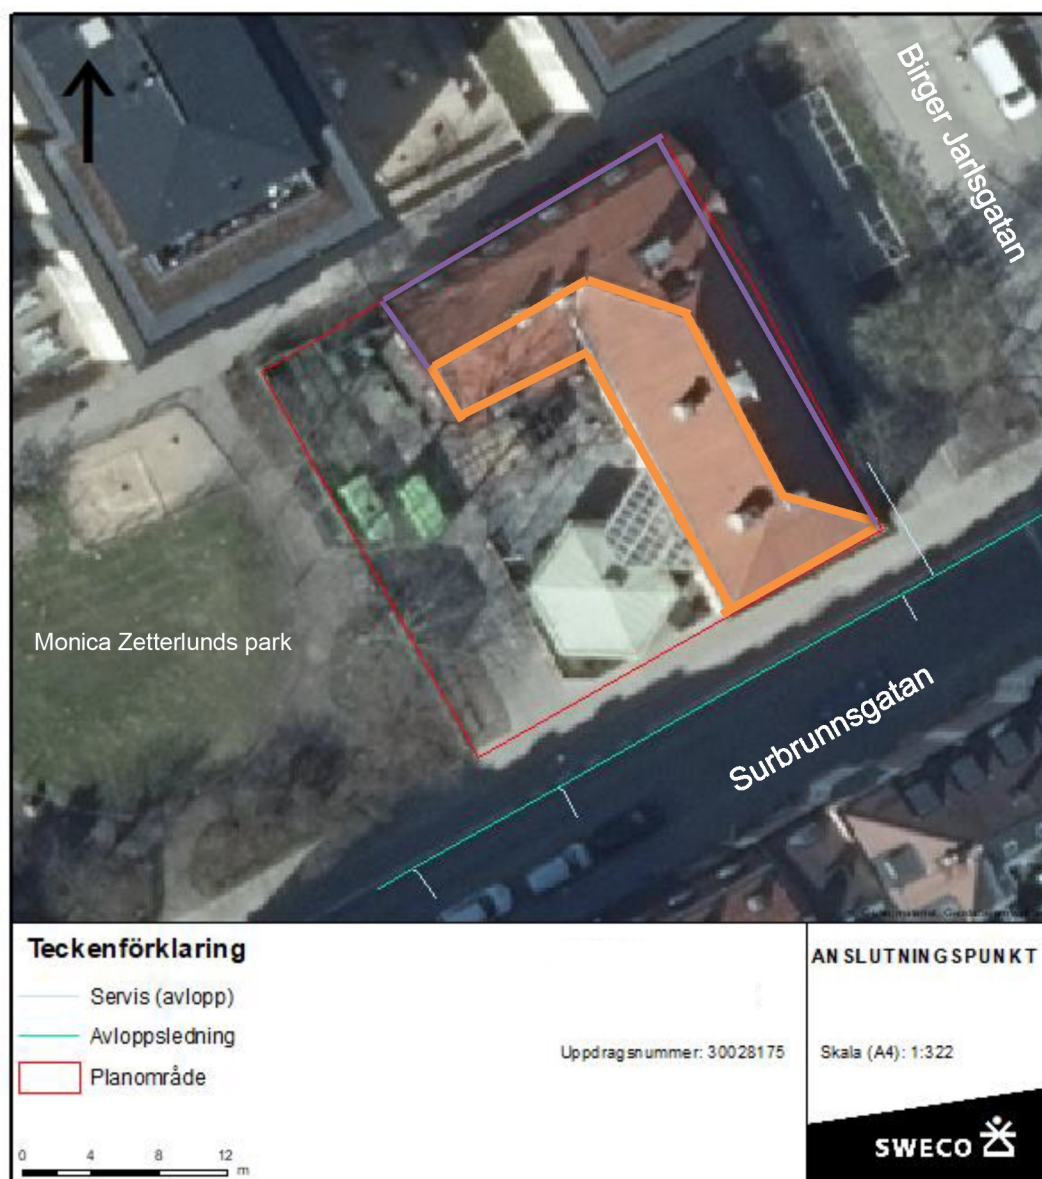 Birger Jarlsgatan
Monica Zetterlunds park
Surbrunnsgatan
Teckenförklaring
Servis (avlopp)
Avloppsledning
Planområde
0 4 8 12
m
Uppdragsnummer: 30028175
ANSLUTNINGSPUNKT
Skala (A4): 1:322
SWECO